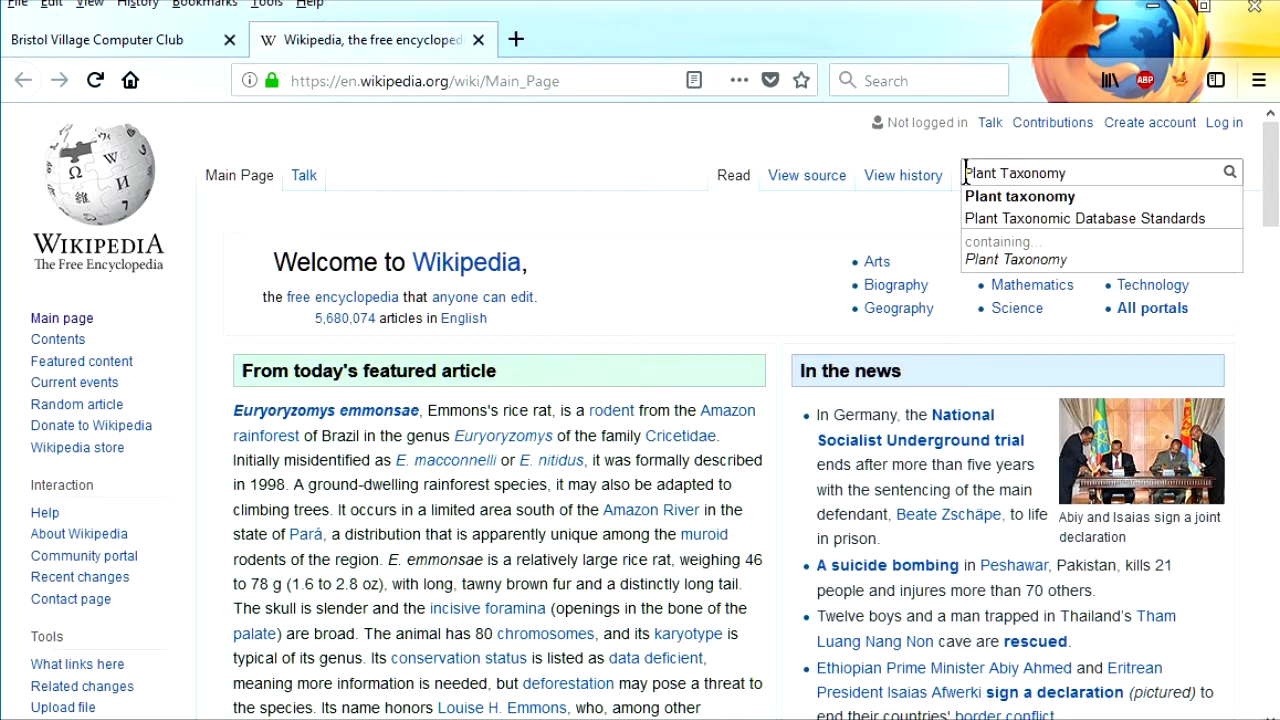 File Edit View History Bookmarks Tools Help
Bristol Village Computer Club
W Wikipedia, the free encycloped
https://en.wikipedia.org/wiki/Main_Page
Search
ABP
WIKIPEDIA
The Free Encyclopedia
Not logged in Talk Contributions Create account Log in
Main Page Talk Read View source View history
Plant Taxonomy
Plant taxonomy
Plant Taxonomic Database Standards
containing...
Plant Taxonomy
Welcome to Wikipedia,
the free encyclopedia that anyone can edit.
5,680,074 articles in English
Arts
Biography Mathematics Technology
Geography Science All portals
Main page
Contents
Featured content
Current events
Random article
Donate to Wikipedia
Wikipedia store
Interaction
Help
About Wikipedia
Community portal
Recent changes
Contact page
Tools
What links here
Related changes
Upload file
From today's featured article
Euryoryzomys emmonsae, Emmons's rice rat, is a rodent from the Amazon
rainforest of Brazil in the genus Euryoryzomys of the family Cricetidae.
Initially misidentified as E. macconnelli or E. nitidus, it was formally described
in 1998. A ground-dwelling rainforest species, it may also be adapted to
climbing trees. It occurs in a limited area south of the Amazon River in the
state of Pará, a distribution that is apparently unique among the muroid
rodents of the region. E. emmonsae is a relatively large rice rat, weighing 46
to 78 g (1.6 to 2.8 oz), with long, tawny brown fur and a distinctly long tail.
The skull is slender and the incisive foramina (openings in the bone of the
palate) are broad. The animal has 80 chromosomes, and its karyotype is
typical of its genus. Its conservation status is listed as data deficient,
meaning more information is needed, but deforestation may pose a threat to
the species. Its name honors Louise H. Emmons, who, among other
In the news
In Germany, the National
Socialist Underground trial
ends after more than five years
with the sentencing of the main
defendant, Beate Zschäpe, to life
in prison.
Abiy and Isaias sign a joint
declaration
A suicide bombing in Peshawar, Pakistan, kills 21
people and injures more than 70 others.
Twelve boys and a man trapped in Thailand's Tham
Luang Nang Non cave are rescued.
Ethiopian Prime Minister Abiy Ahmed and Eritrean
President Isaias Afwerki sign a declaration (pictured) to
end their countries' border conflict.